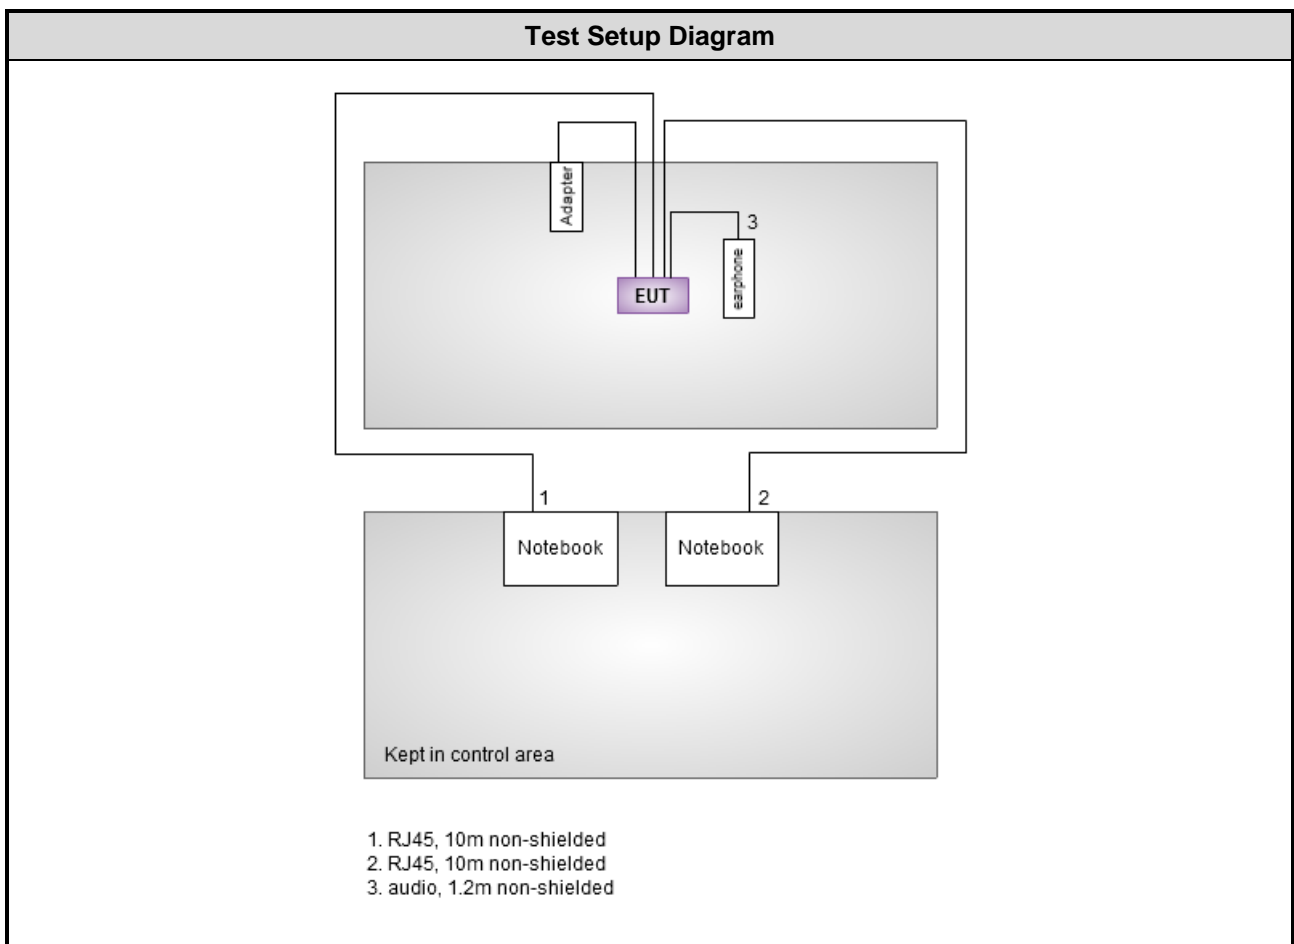 Test Setup Diagram
Adapter
3
earphone
EUT
1
2
Notebook
Notebook
Kept in control area
1. RJ45, 10m non-shielded
2. RJ45, 10m non-shielded
3. audio, 1.2m non-shielded